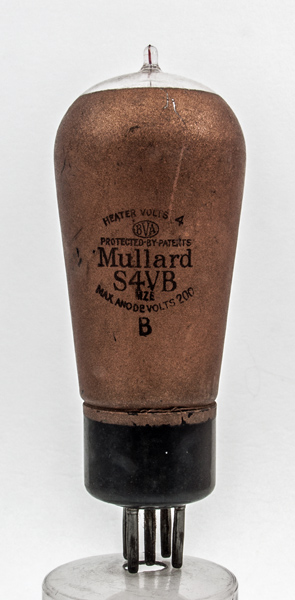 HEATER VOLTS 4
BVA
PROTECTED·BY·PATENTS
Mullard
S4VB
MAX. ANODE VOLTS 200
B